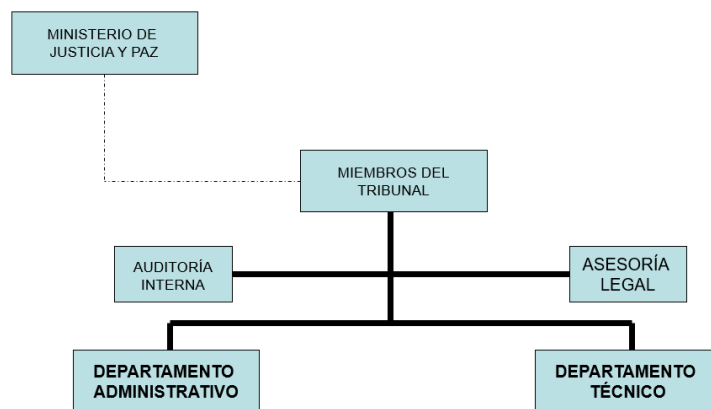 MINISTERIO DE
JUSTICIA Y PAZ
MIEMBROS DEL
TRIBUNAL
AUDITORÍA
INTERNA
ASESORÍA
LEGAL
DEPARTAMENTO
ADMINISTRATIVO
DEPARTAMENTO
TÉCNICO